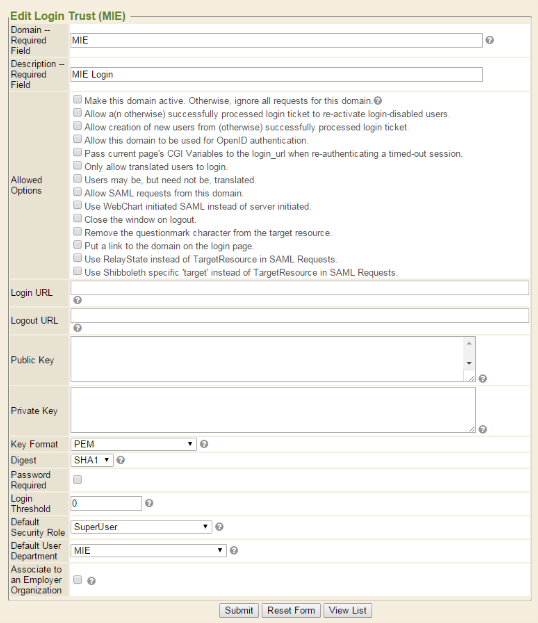 Edit Login Trust (MIE)
Domain --
Required
Field
MIE
Description --
Required
Field
MIE Login
Allowed
Options
Make this domain active. Otherwise, ignore all requests for this domain.
Allow a(n otherwise) successfully processed login ticket to re-activate login-disabled users.
Allow creation of new users from (otherwise) successfully processed login ticket.
Allow this domain to be used for OpenID authentication.
Pass current page's CGI Variables to the login_url when re-authenticating a timed-out session.
Only allow translated users to login.
Users may be, but need not be, translated.
Allow SAML requests from this domain.
Use WebChart initiated SAML instead of server initiated.
Close the window on logout.
Remove the questionmark character from the target resource.
Put a link to the domain on the login page.
Use RelayState instead of TargetResource in SAML Requests.
Use Shibboleth specific 'target' instead of TargetResource in SAML Requests.
Login URL
Logout URL
Public Key
Private Key
Key Format
PEM
Digest
SHA1
Password
Required
Login
Threshold
0
Default
Security Role
SuperUser
Default User
Department
MIE
Associate to
an Employer
Organization
Submit Reset Form View List